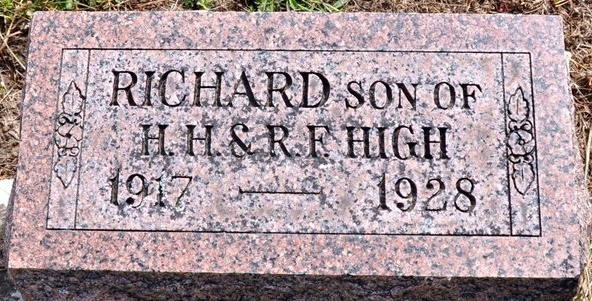 RICHARD SON OF
H. H. & R. F. HIGH
1917 — 1928